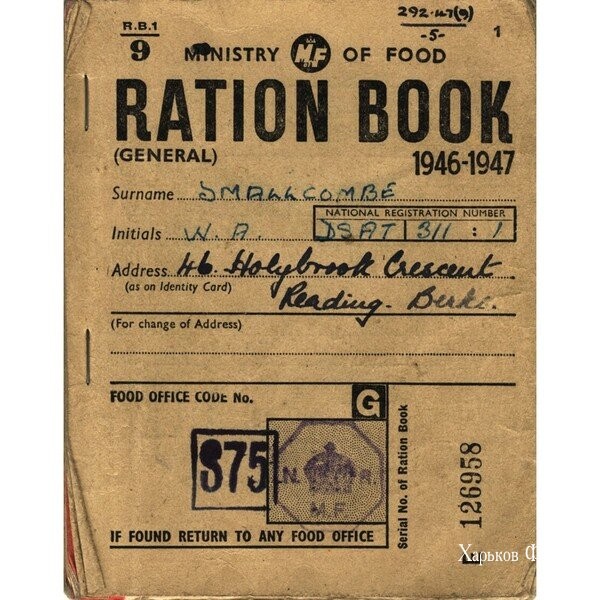 292.47(9)
-5-
R.B.1
9
1
MINISTRY MF OF FOOD
RATION BOOK
(GENERAL)
1946-1947
Surname SMALLCOMBE
NATIONAL REGISTRATION NUMBER
Initials W. A. DSAT 311 : 1
Address 46. Holybrook Crescent
(as on Identity Card)
Reading. Berks.
(For change of Address)
FOOD OFFICE CODE No.
G
S75
N. R.
M.F
Serial No. of Ration Book
126958
IF FOUND RETURN TO ANY FOOD OFFICE
Харьков Ф